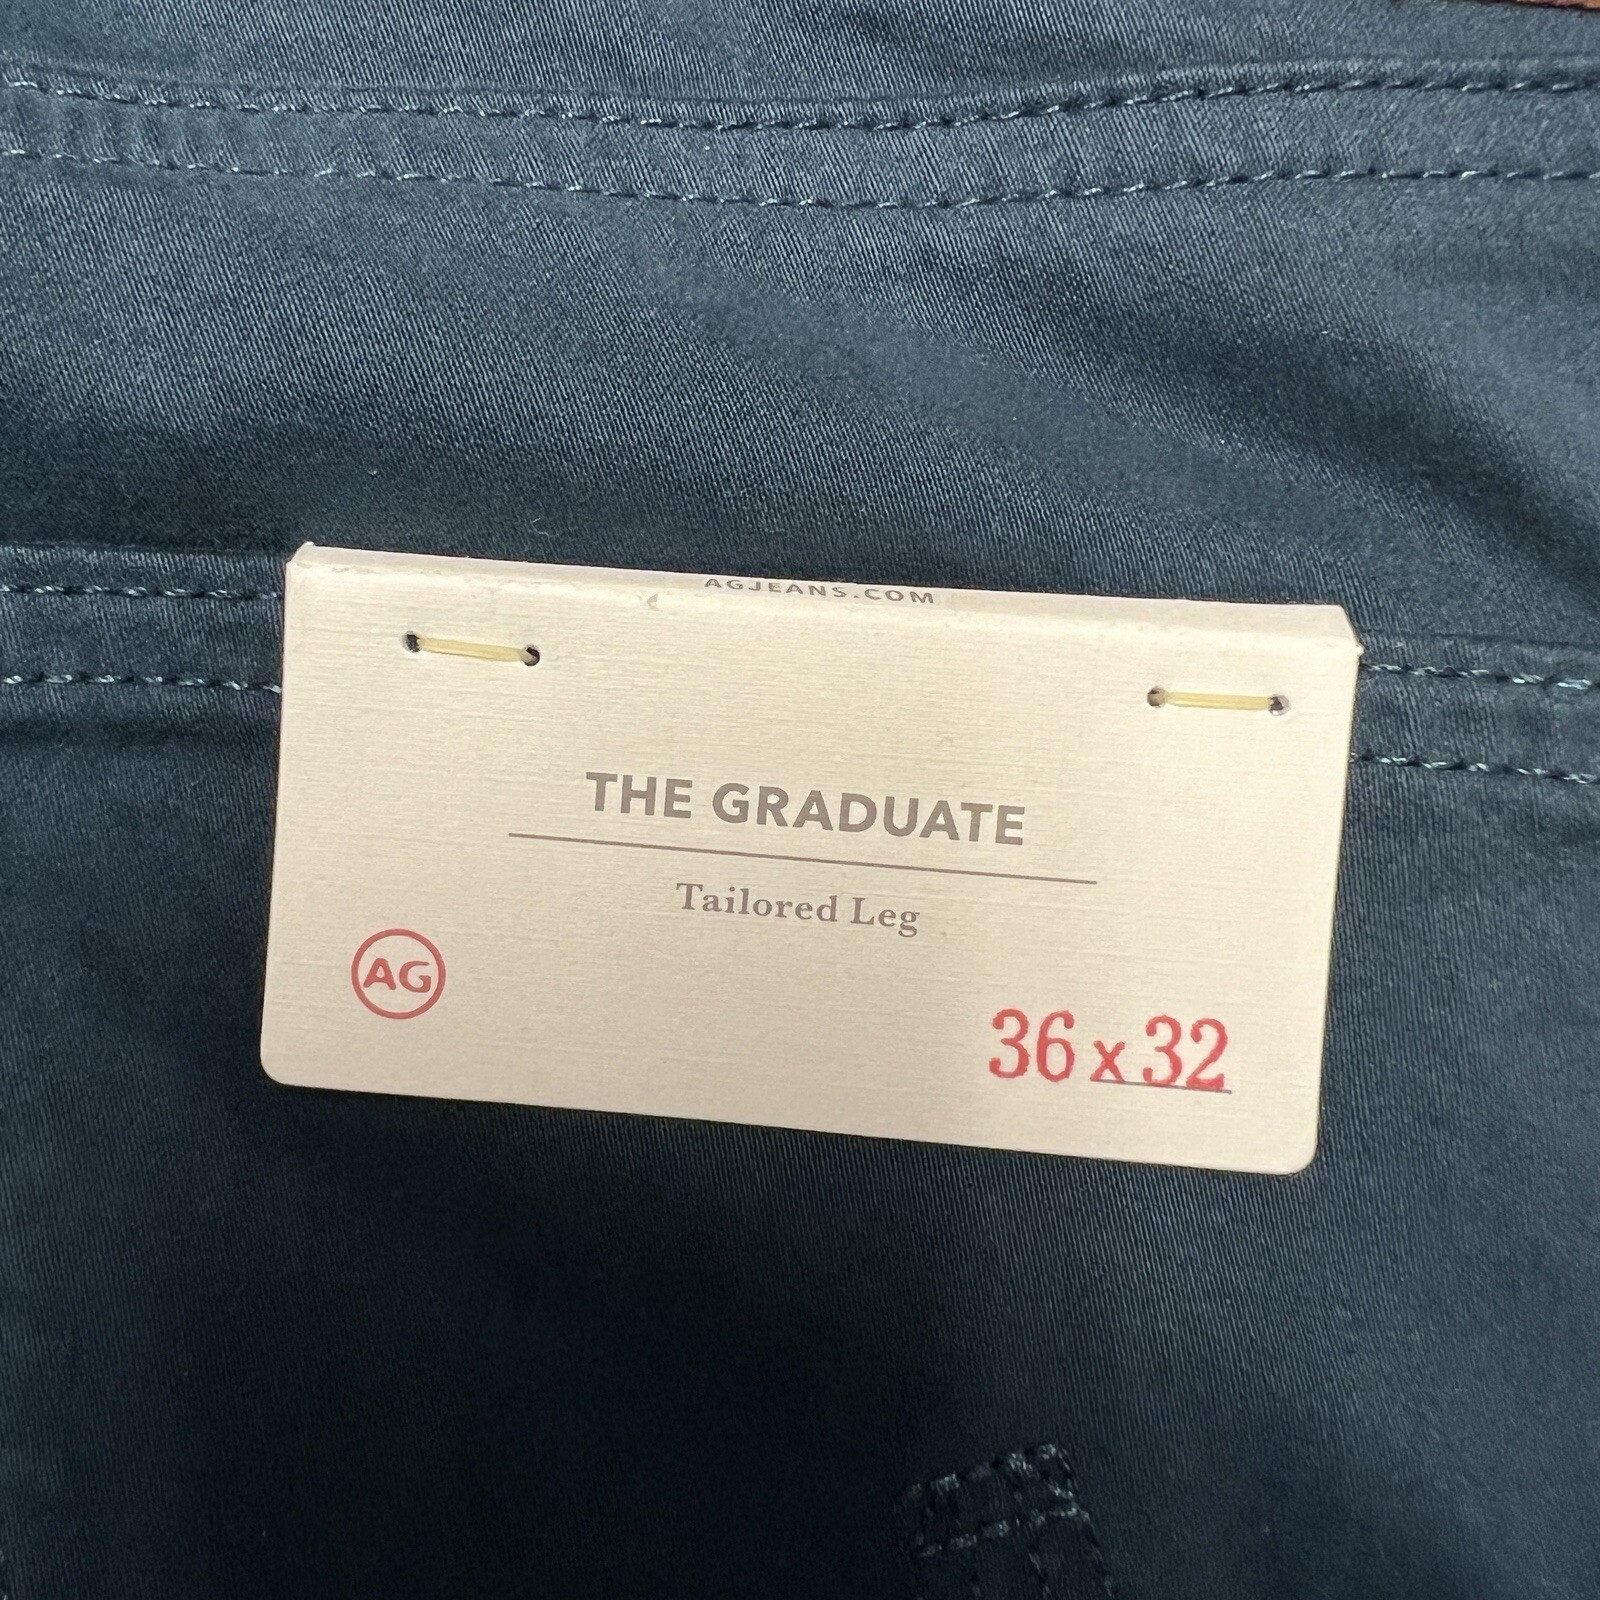 AGJEANS.COM
THE GRADUATE
Tailored Leg
AG
36 x 32